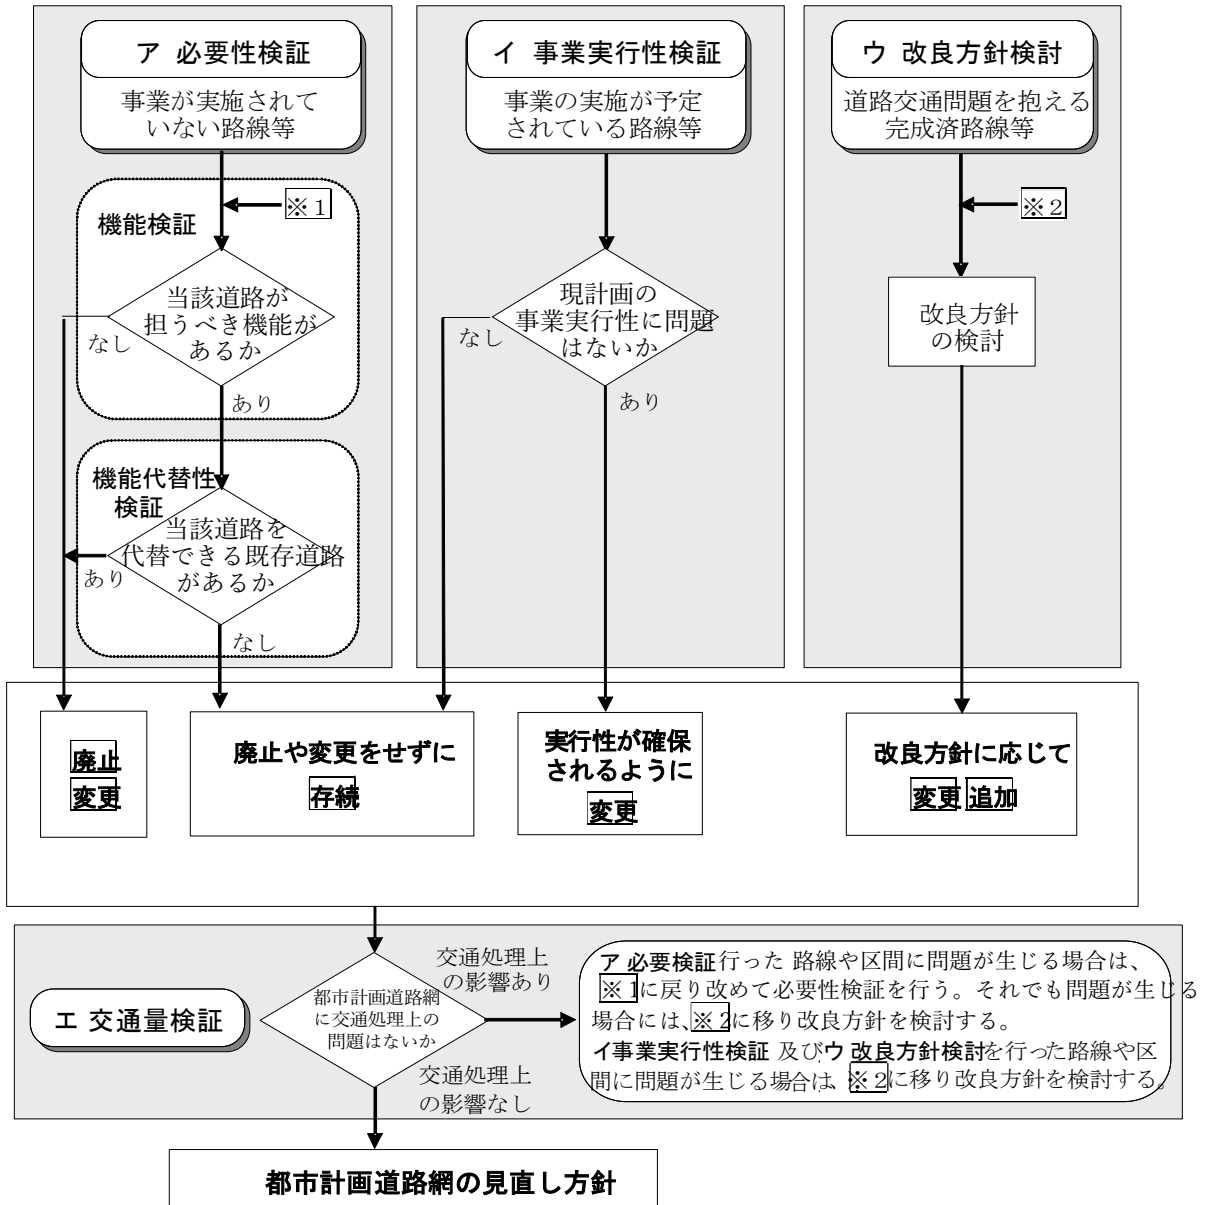 ア 必要性検証
事業が実施されて
いない路線等
※1
機能検証
当該道路が
担うべき機能が
あるか
なし
あり
機能代替性
検証
当該道路を
代替できる既存道路
があるか
あり
なし
イ 事業実行性検証
事業の実施が予定
されている路線等
現計画の
事業実行性に問題
はないか
なし
あり
ウ 改良方針検討
道路交通問題を抱える
完成済路線等
※2
改良方針
の検討
廃止
変更
廃止や変更をせずに
存続
実行性が確保
されるように
変更
改良方針に応じて
変更 追加
エ 交通量検証
都市計画道路網
に交通処理上の
問題はないか
交通処理上
の影響あり
交通処理上
の影響なし
ア 必要検証行った 路線や区間に問題が生じる場合は、
※1に戻り改めて必要性検証を行う。それでも問題が生じる
場合には、※2に移り改良方針を検討する。
イ事業実行性検証 及びウ 改良方針検討を行った路線や区
間に問題が生じる場合は、※2に移り改良方針を検討する。
都市計画道路網の見直し方針